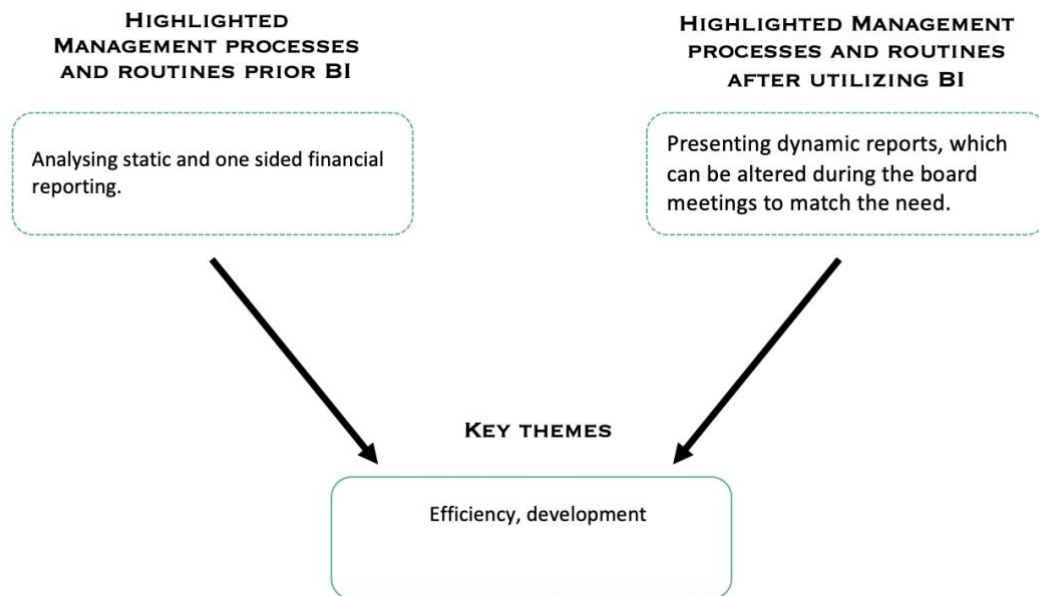 HIGHLIGHTED
MANAGEMENT PROCESSES
AND ROUTINES PRIOR BI
Analysing static and one sided financial
reporting.
HIGHLIGHTED MANAGEMENT
PROCESSES AND ROUTINES
AFTER UTILIZING BI
Presenting dynamic reports, which
can be altered during the board
meetings to match the need.
KEY THEMES
Efficiency, development